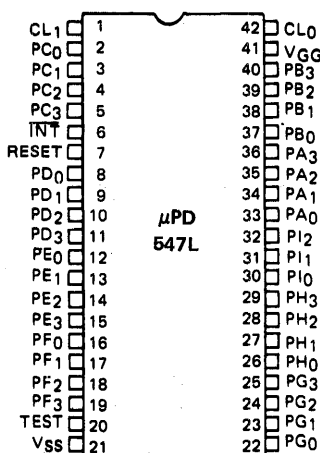 CL1 1 42 CL0
PC0 2 41 VGG
PC1 3 40 PB3
PC2 4 39 PB2
PC3 5 38 PB1
INT 6 37 PB0
RESET 7 36 PA3
PD0 8 35 PA2
PD1 9 34 PA1
PD2 10 μPD 33 PA0
PD3 11 547L 32 PI2
PE0 12 31 PI1
PE1 13 30 PI0
PE2 14 29 PH3
PE3 15 28 PH2
PF0 16 27 PH1
PF1 17 26 PH0
PF2 18 25 PG3
PF3 19 24 PG2
TEST 20 23 PG1
VSS 21 22 PG0